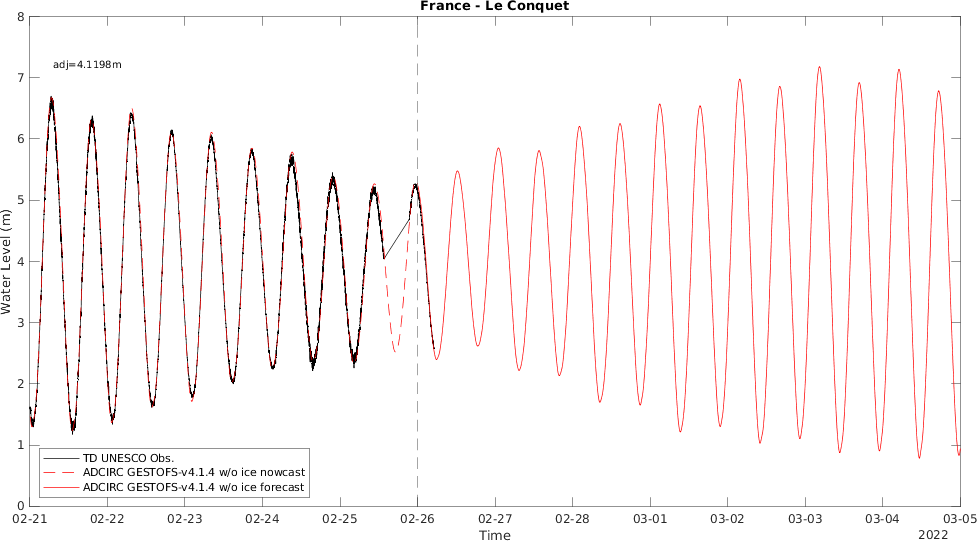 France - Le Conquet
adj=4.1198m
8
7
6
5
4
3
2
1
0
Water Level (m)
TD UNESCO Obs.
ADCIRC GESTOFS-v4.1.4 w/o ice nowcast
ADCIRC GESTOFS-v4.1.4 w/o ice forecast
02-21 02-22 02-23 02-24 02-25 02-26 02-27 02-28 03-01 03-02 03-03 03-04 03-05
Time
2022